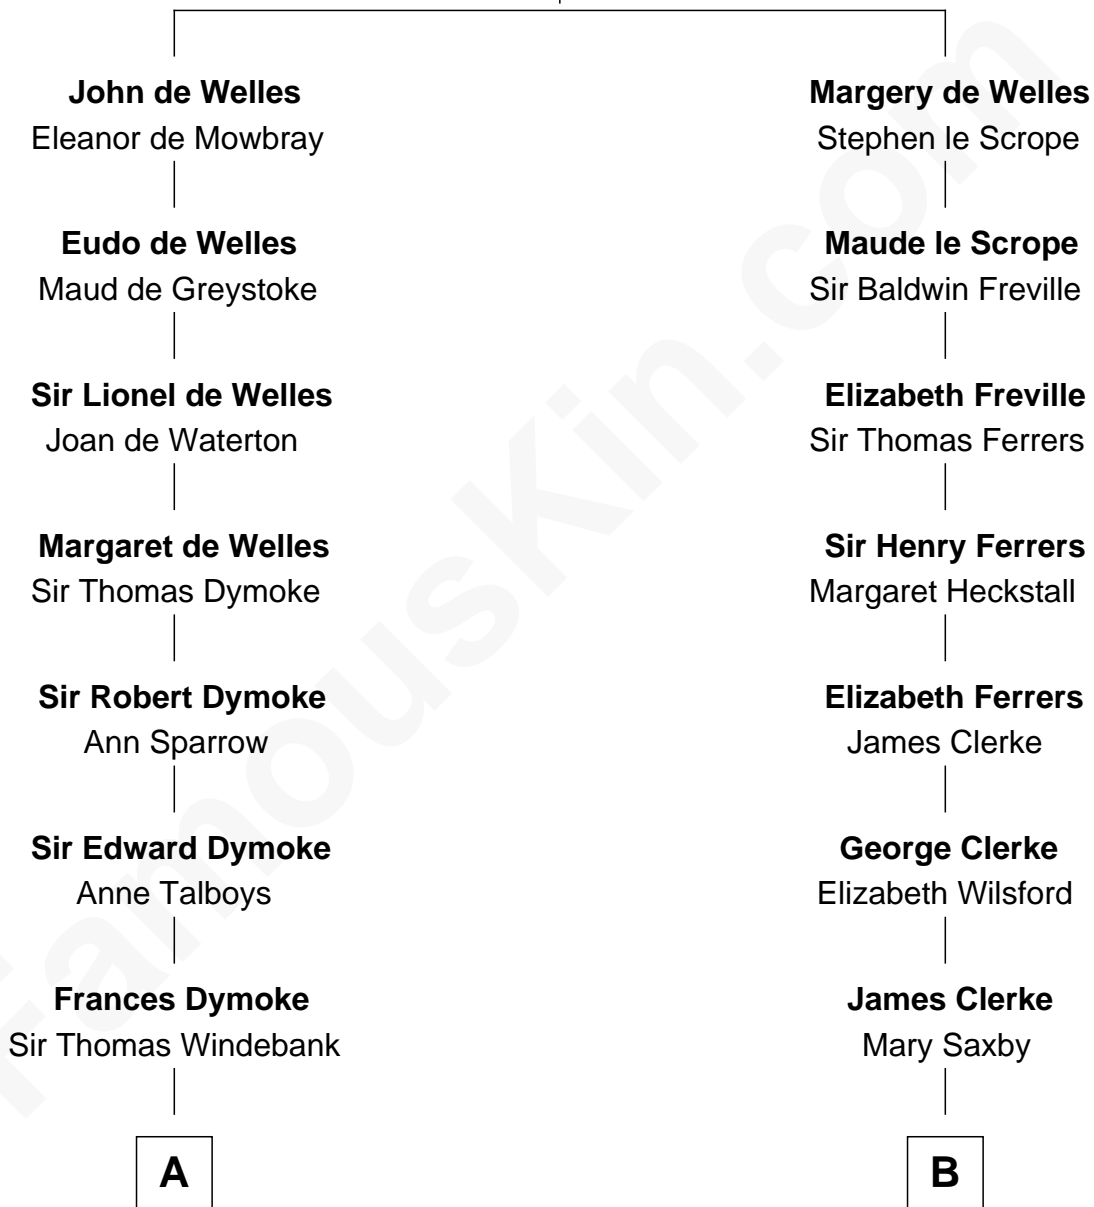 John de Welles
Eleanor de Mowbray
Eudo de Welles
Maud de Greystoke
Sir Lionel de Welles
Joan de Waterton
Margaret de Welles
Sir Thomas Dymoke
Sir Robert Dymoke
Ann Sparrow
Sir Edward Dymoke
Anne Talboys
Frances Dymoke
Sir Thomas Windebank
A
Margery de Welles
Stephen le Scrope
Maude le Scrope
Sir Baldwin Freville
Elizabeth Freville
Sir Thomas Ferrers
Sir Henry Ferrers
Margaret Heckstall
Elizabeth Ferrers
James Clerke
George Clerke
Elizabeth Wilsford
James Clerke
Mary Saxby
B
FamousKin.com